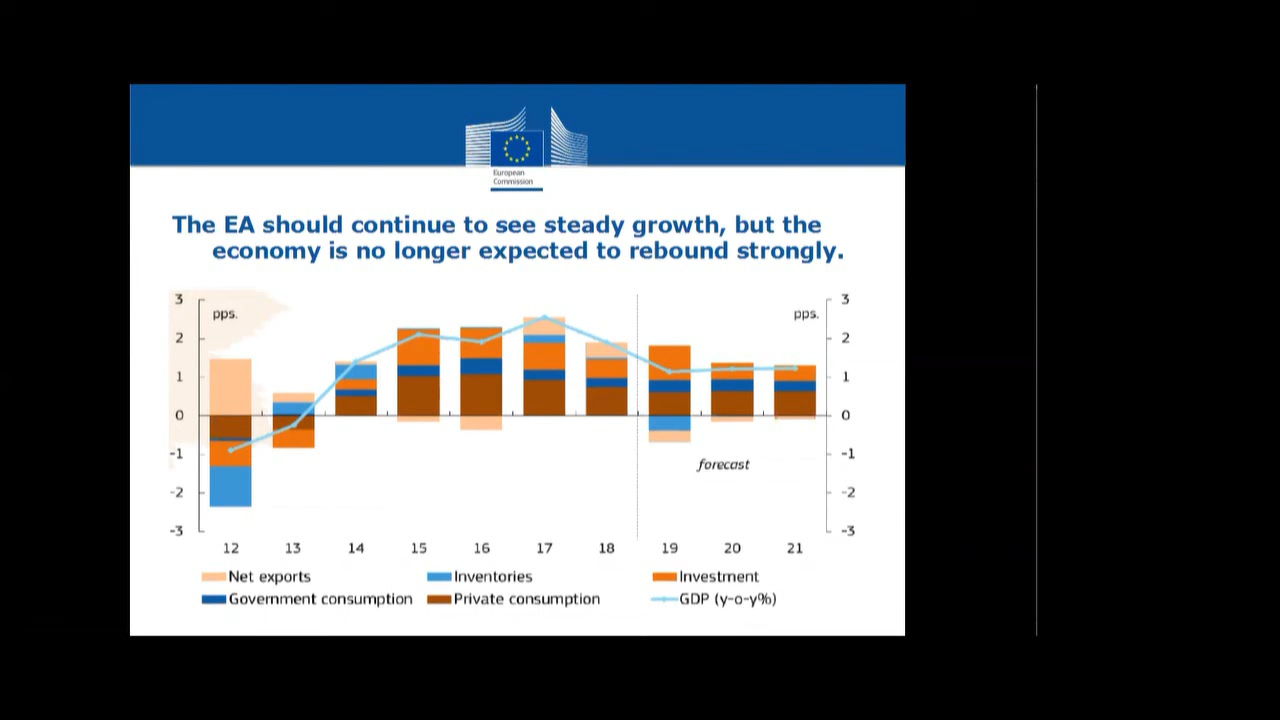 European
Commission
The EA should continue to see steady growth, but the
economy is no longer expected to rebound strongly.
3 3
pps. pps.
2 2
1 1
0 0
-1 -1
forecast
-2 -2
-3 -3
12 13 14 15 16 17 18 19 20 21
Net exports Inventories Investment
Government consumption Private consumption GDP (y-o-y%)